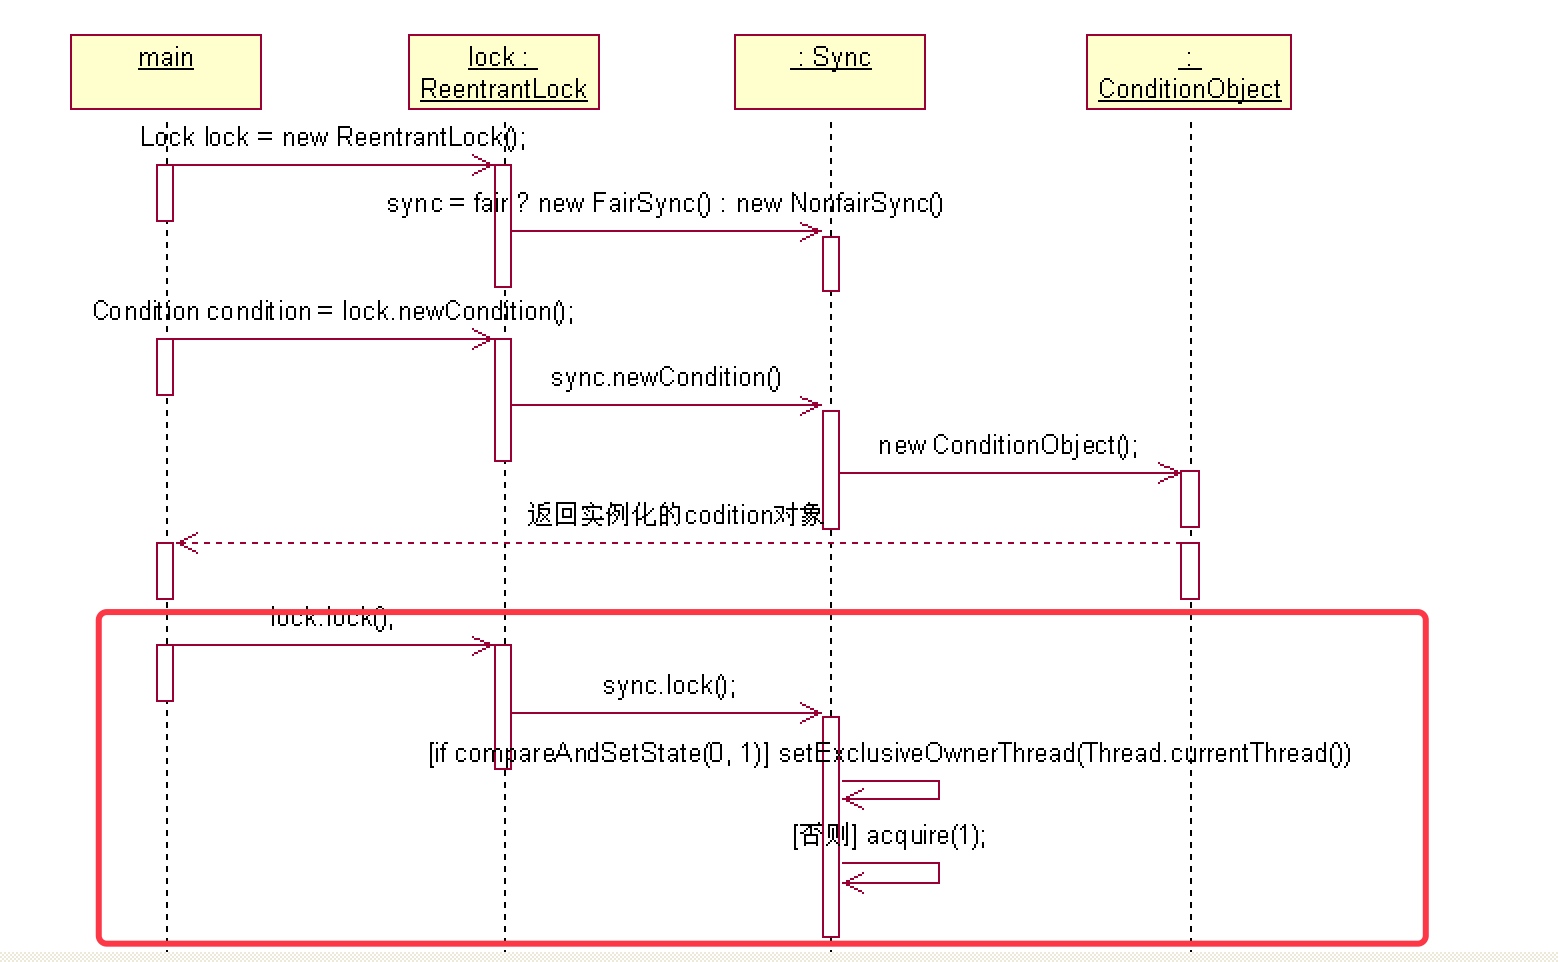 main
lock :
ReentrantLock
: Sync
:
ConditionObject
Lock lock = new ReentrantLock();
sync = fair ? new FairSync() : new NonfairSync()
Condition condition = lock.newCondition();
sync.newCondition()
new ConditionObject();
返回实例化的codition对象
lock.lock();
sync.lock();
[if compareAndSetState(0, 1)] setExclusiveOwnerThread(Thread.currentThread())
[否则] acquire(1);